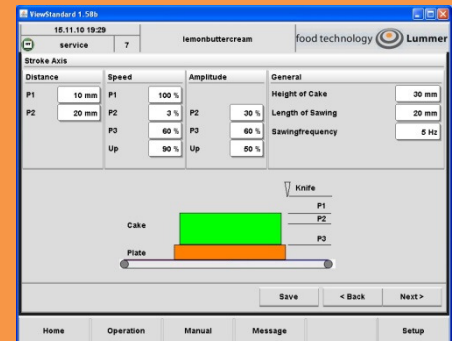 ViewStandard 1.58b
15.11.10 19:29
service 7
lemonbuttercream
food technology Lummer
Stroke Axis
Distance Speed Amplitude General
P1 10 mm P1 100 % Height of Cake 30 mm
P2 20 mm P2 3 % P2 30 % Length of Sawing 20 mm
P3 60 % P3 60 % Sawingfrequency 5 Hz
Up 90 % Up 50 %
Knife
P1
P2
Cake
P3
Plate
Save < Back Next >
Home Operation Manual Message Setup